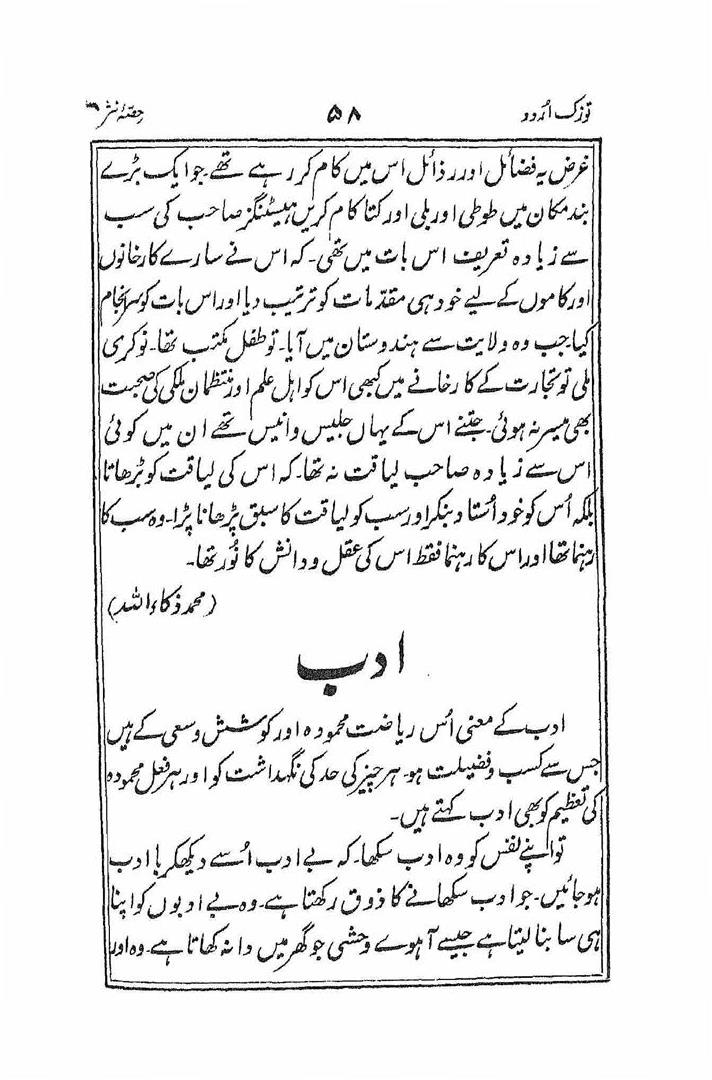 توزک اُردو ۵۸ حصّۂ نثر
غرض یہ فضائل اور رذائل اس میں کام کر رہے تھے۔ جو ایک بڑے
بند مکان میں طوطی اور بلی اور کتا کام کریں ہیسٹنگز صاحب کی سب
سے زیادہ تعریف اس بات میں تھی۔ کہ اس نے سارے کارخانوں
اور کاموں کے لیے خود ہی مقدّمات کو ترتیب دیا اور اس بات کو سرانجام
کیا۔ جب وہ ولایت سے ہندوستان میں آیا۔ تو طفل مکتب تھا۔ نوکری
ملی تو تجارت کے کارخانے میں کبھی اس کو اہل علم اور منتظمان ملکی کی صحبت
بھی میسر نہ ہوئی۔ جتنے اس کے یہاں جلیس و انیس تھے ان میں کوئی
اس سے زیادہ صاحب لیاقت نہ تھا۔ کہ اس کی لیاقت کو بڑھاتا
بلکہ اُس کو خود اُستاد بنکر اور سب کو لیاقت کا سبق پڑھانا پڑا۔ وہ سب کا
رہنما تھا اور اس کا رہنما فقط اس کی عقل و دانش کا نُور تھا۔
(محمد ذکاء اللہ)
ادب
ادب کے معنی اُس ریاضت محمودہ اور کوشش و سعی کے ہیں
جس سے کسب و فضیلت ہو۔ ہر چیز کی حد کی نگہداشت کو اور ہر فعل محمودہ
کی تعظیم کو بھی ادب کہتے ہیں۔
تو اپنے نفس کو وہ ادب سکھا۔ کہ بے ادب اُسے دیکھکر با ادب
ہو جائیں۔ جو ادب سکھانے کا ذوق رکھتا ہے۔ وہ بے ادبوں کو اپنا
ہی سا بنا لیتا ہے جیسے آہوے وحشی جو گھر میں دانہ کھاتا ہے۔ وہ اور